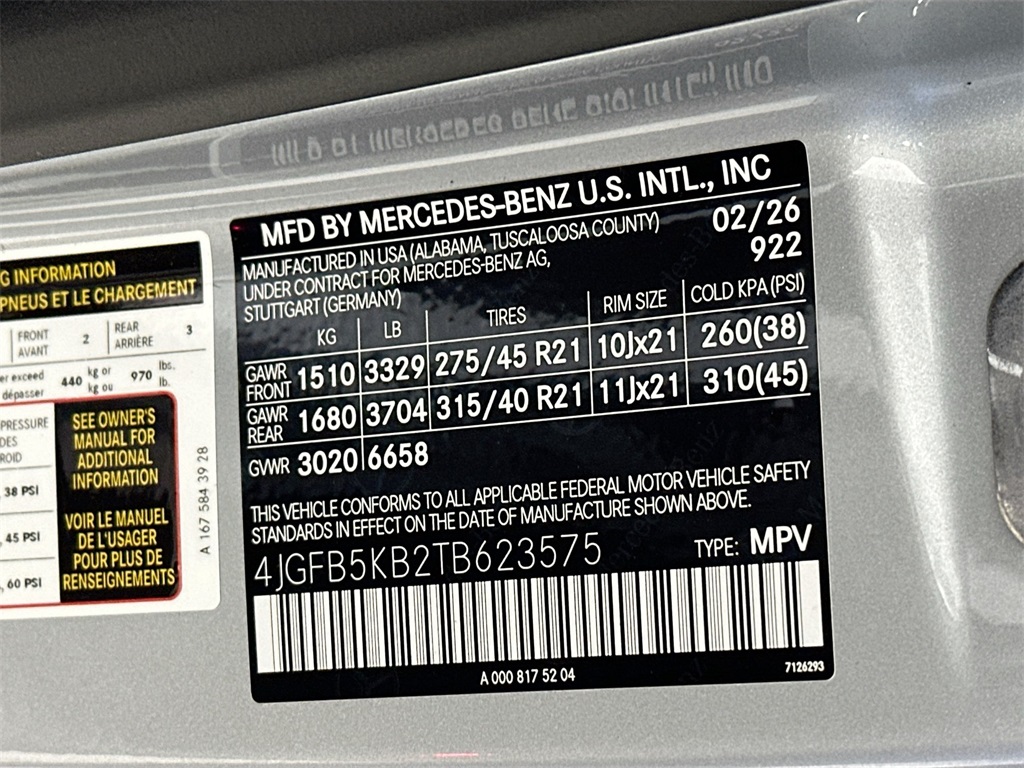 MFD BY MERCEDES-BENZ U.S. INTL., INC
MANUFACTURED IN USA (ALABAMA, TUSCALOOSA COUNTY)
UNDER CONTRACT FOR MERCEDES-BENZ AG,
STUTTGART (GERMANY)
02/26
922
KG LB TIRES RIM SIZE COLD KPA (PSI)
GAWR FRONT 1510 3329 275/45 R21 10Jx21 260(38)
GAWR REAR 1680 3704 315/40 R21 11Jx21 310(45)
GVWR 3020 6658
THIS VEHICLE CONFORMS TO ALL APPLICABLE FEDERAL MOTOR VEHICLE SAFETY
STANDARDS IN EFFECT ON THE DATE OF MANUFACTURE SHOWN ABOVE.
4JGFB5KB2TB623575 TYPE: MPV
A 000 817 52 04
7126293
INFORMATION
PNEUS ET LE CHARGEMENT
FRONT 2 REAR 3
AVANT ARRIÈRE
exceed 440 kg or 970 lbs.
dépasser kg ou lb.
PRESSURE
DES
38 PSI
45 PSI
60 PSI
SEE OWNER'S
MANUAL FOR
ADDITIONAL
INFORMATION
VOIR LE MANUEL
DE L'USAGER
POUR PLUS DE
RENSEIGNEMENTS
A 167 584 39 28